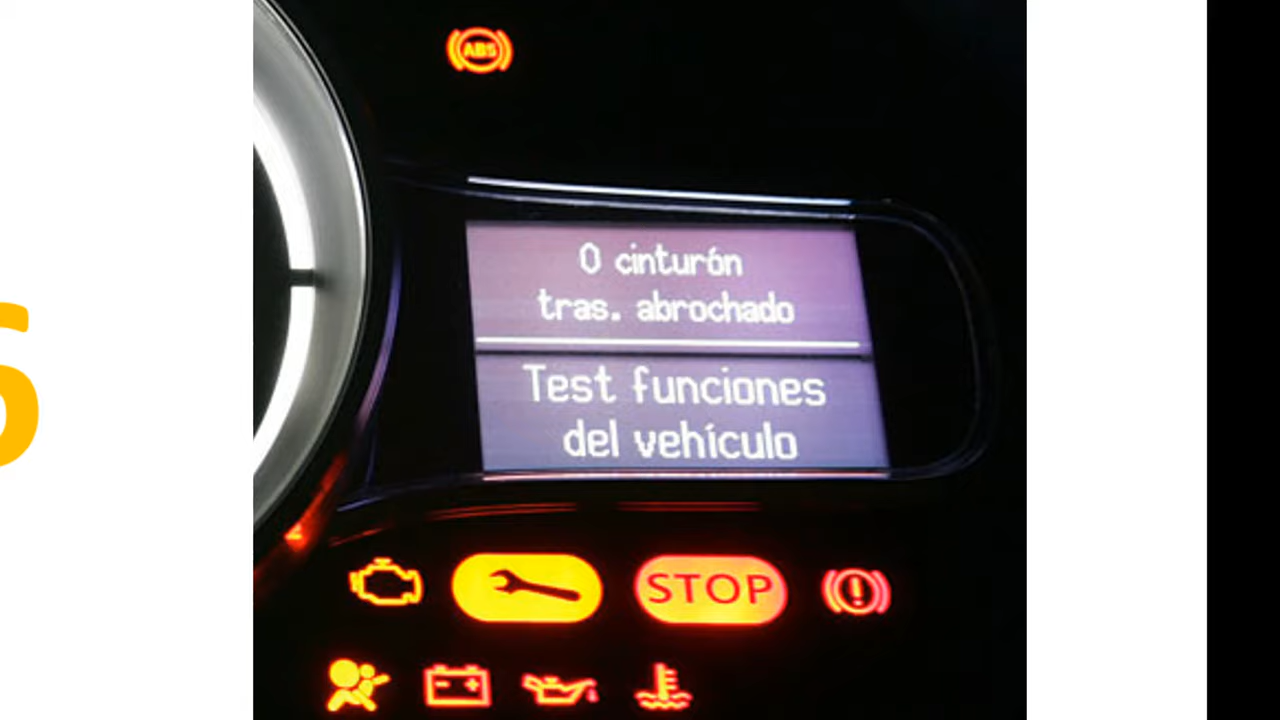 ABS
0 cinturón
tras. abrochado
Test funciones
del vehículo
STOP